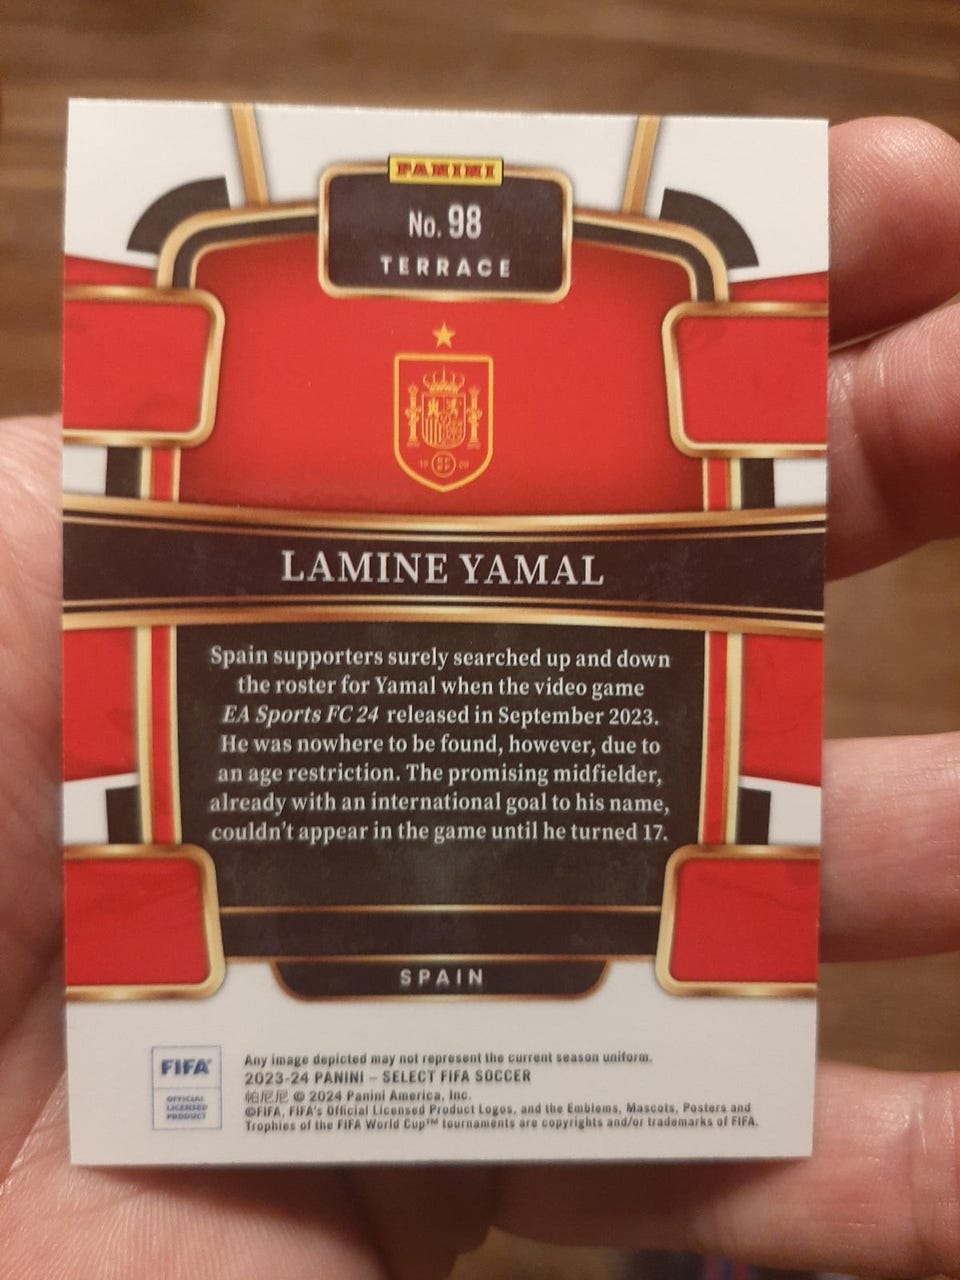 PANINI
No. 98
TERRACE
LAMINE YAMAL
Spain supporters surely searched up and down
the roster for Yamal when the video game
EA Sports FC 24 released in September 2023.
He was nowhere to be found, however, due to
an age restriction. The promising midfielder,
already with an international goal to his name,
couldn't appear in the game until he turned 17.
SPAIN
FIFA®
OFFICIAL
LICENSED
PRODUCT
Any image depicted may not represent the current season uniform.
2023-24 PANINI – SELECT FIFA SOCCER
帕尼尼 © 2024 Panini America, Inc.
©FIFA, FIFA's Official Licensed Product Logos, and the Emblems, Mascots, Posters and
Trophies of the FIFA World Cup™ tournaments are copyrights and/or trademarks of FIFA.